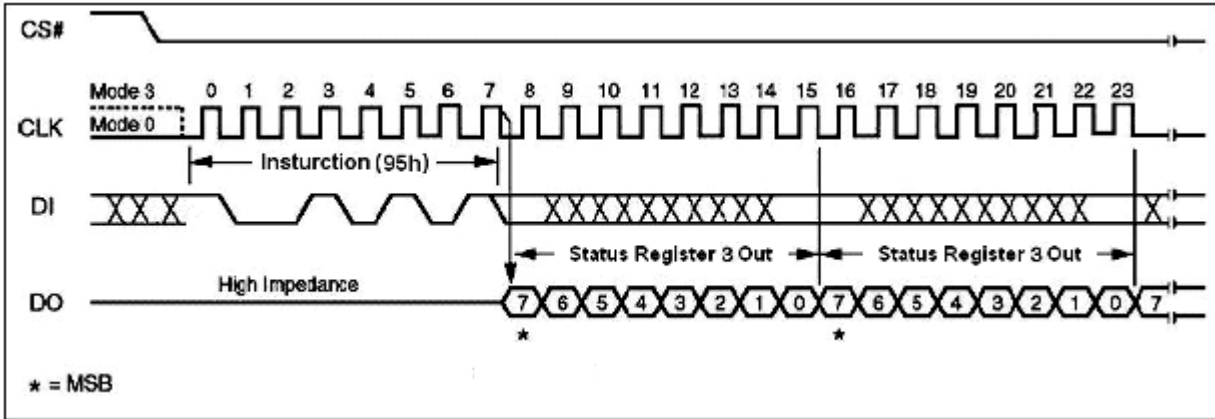 CS#
Mode 3 0 1 2 3 4 5 6 7 8 9 10 11 12 13 14 15 16 17 18 19 20 21 22 23
CLK Mode 0
Insturction (95h)
DI
Status Register 3 Out Status Register 3 Out
High Impedance
DO 7 6 5 4 3 2 1 0 7 6 5 4 3 2 1 0 7
* *
* = MSB